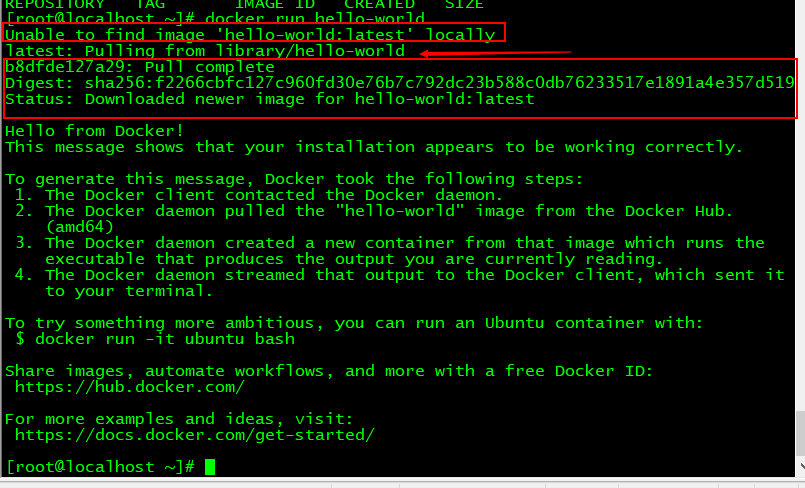 REPOSITORY   TAG       IMAGE ID   CREATED   SIZE
[root@localhost ~]# docker run hello-world
Unable to find image 'hello-world:latest' locally
latest: Pulling from library/hello-world
b8dfde127a29: Pull complete
Digest: sha256:f2266cbfc127c960fd30e76b7c792dc23b588c0db76233517e1891a4e357d519
Status: Downloaded newer image for hello-world:latest
Hello from Docker!
This message shows that your installation appears to be working correctly.
To generate this message, Docker took the following steps:
 1. The Docker client contacted the Docker daemon.
 2. The Docker daemon pulled the "hello-world" image from the Docker Hub.
    (amd64)
 3. The Docker daemon created a new container from that image which runs the
    executable that produces the output you are currently reading.
 4. The Docker daemon streamed that output to the Docker client, which sent it
    to your terminal.
To try something more ambitious, you can run an Ubuntu container with:
 $ docker run -it ubuntu bash
Share images, automate workflows, and more with a free Docker ID:
 https://hub.docker.com/
For more examples and ideas, visit:
 https://docs.docker.com/get-started/
[root@localhost ~]#